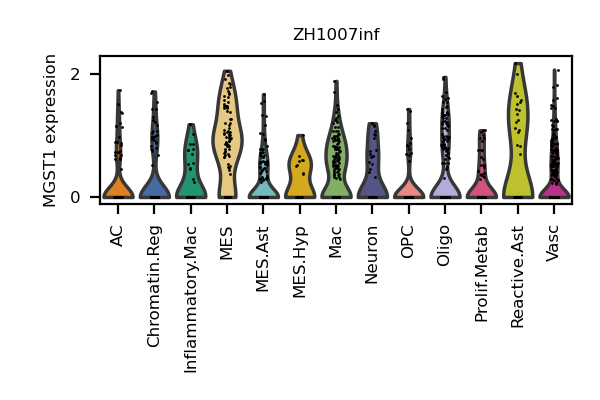 ZH1007inf
MGST1 expression
2
0
AC
Chromatin.Reg
Inflammatory.Mac
MES
MES.Ast
MES.Hyp
Mac
Neuron
OPC
Oligo
Prolif.Metab
Reactive.Ast
Vasc